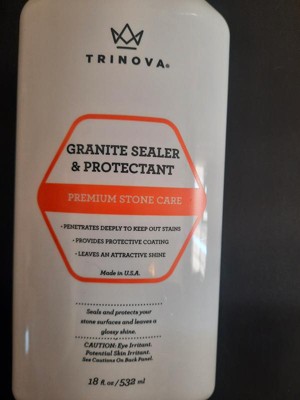 TRINOVA®
GRANITE SEALER
& PROTECTANT
PREMIUM STONE CARE
• PENETRATES DEEPLY TO KEEP OUT STAINS
• PROVIDES PROTECTIVE COATING
• LEAVES AN ATTRACTIVE SHINE
Made in U.S.A.
Seals and protects your
stone surfaces and leaves a
glossy shine.
CAUTION: Eye Irritant.
Potential Skin Irritant.
See Cautions On Back Panel.
18 fl. oz/532 ml